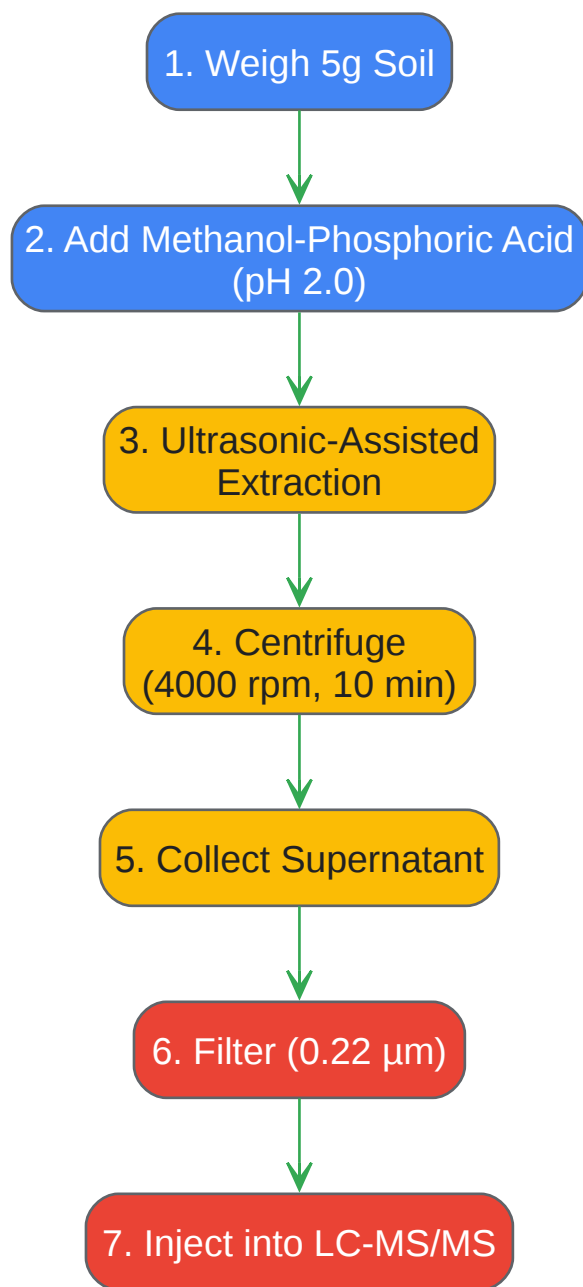 1. Weigh 5g Soil
2. Add Methanol-Phosphoric Acid
(pH 2.0)
3. Ultrasonic-Assisted
Extraction
4. Centrifuge
(4000 rpm, 10 min)
5. Collect Supernatant
6. Filter (0.22 µm)
7. Inject into LC-MS/MS